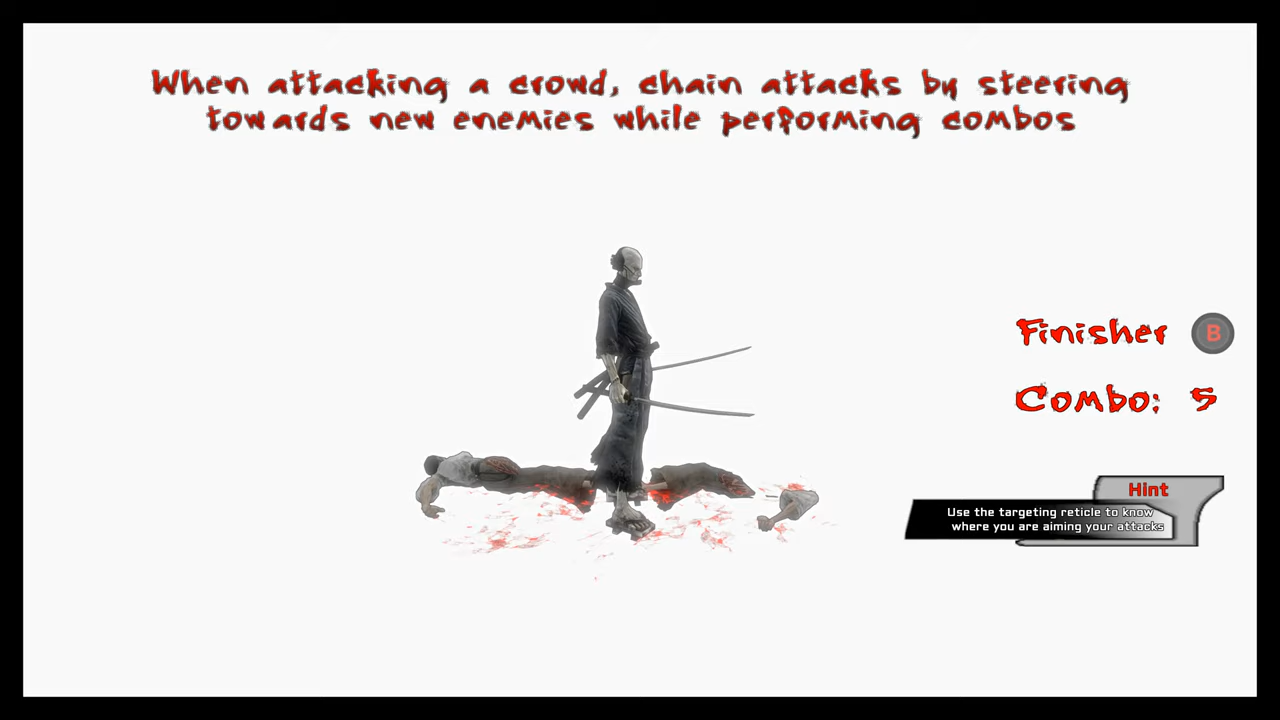 When attacking a crowd, chain attacks by steering
towards new enemies while performing combos
Finisher B
Combo: 5
Hint
Use the targeting reticle to know
where you are aiming your attacks